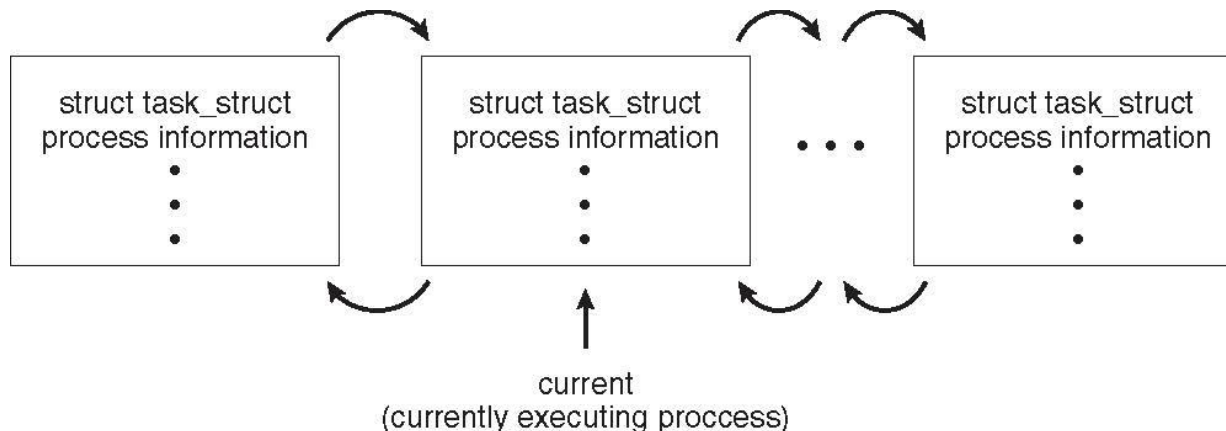 struct task_struct
process information
struct task_struct
process information
struct task_struct
process information
current
(currently executing proccess)